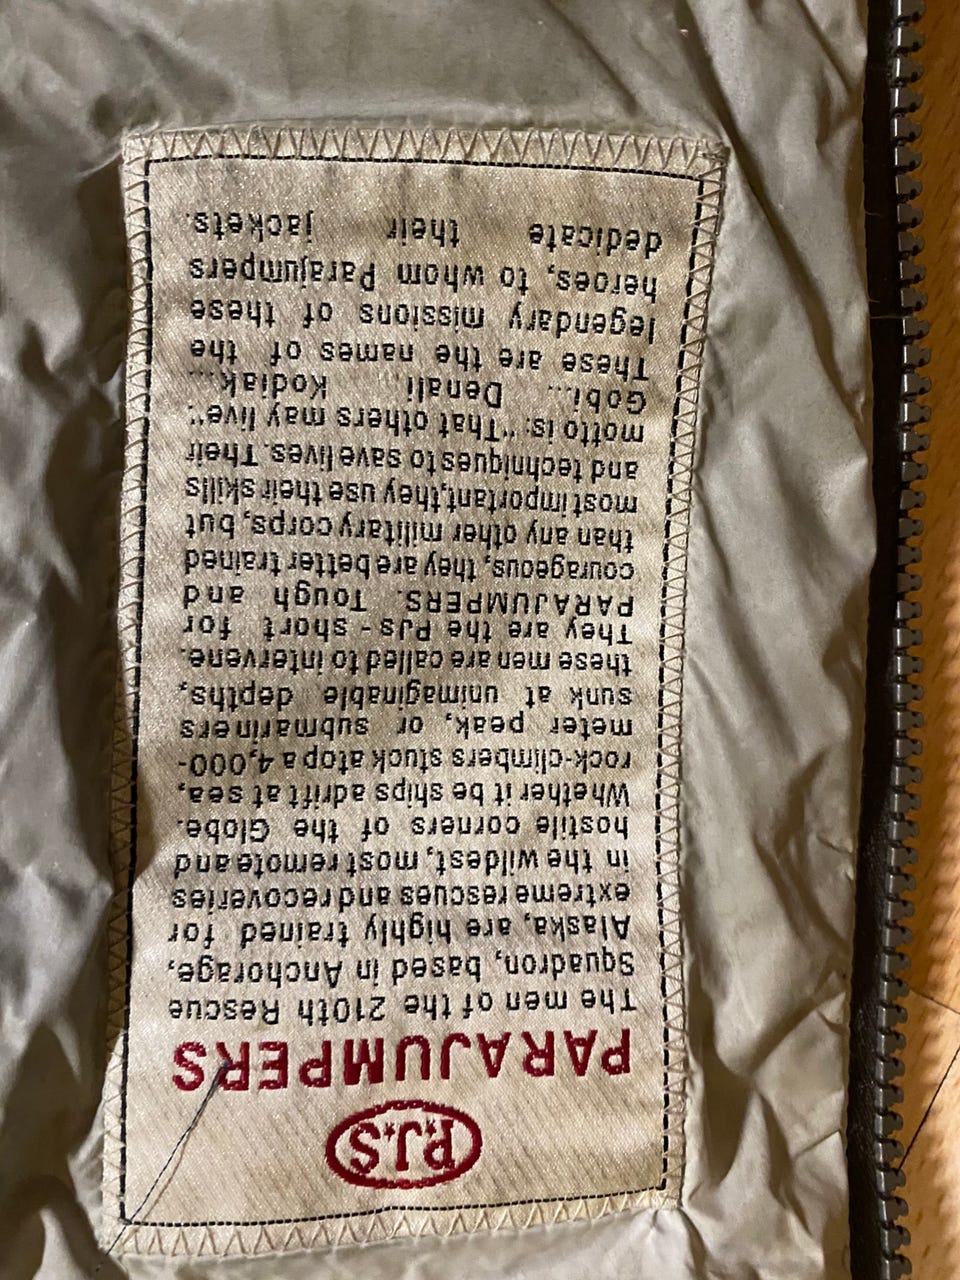 P.J.S
PARAJUMPERS
The men of the 210th Rescue
Squadron, based in Anchorage,
Alaska, are highly trained for
extreme rescues and recoveries
in the wildest, most remote and
hostile corners of the Globe.
Whether it be ships adrift at sea,
rock-climbers stuck atop a 4,000-
meter peak, or submariners
sunk at unimaginable depths,
these men are called to intervene.
They are the PJs - short for
PARAJUMPERS. Tough and
courageous, they are better trained
than any other military corps, but
most important, they use their skills
and techniques to save lives. Their
motto is: "That others may live".
Gobi... Denali... Kodiak...
These are the names of the
legendary missions of these
heroes, to whom Parajumpers
dedicate their jackets.